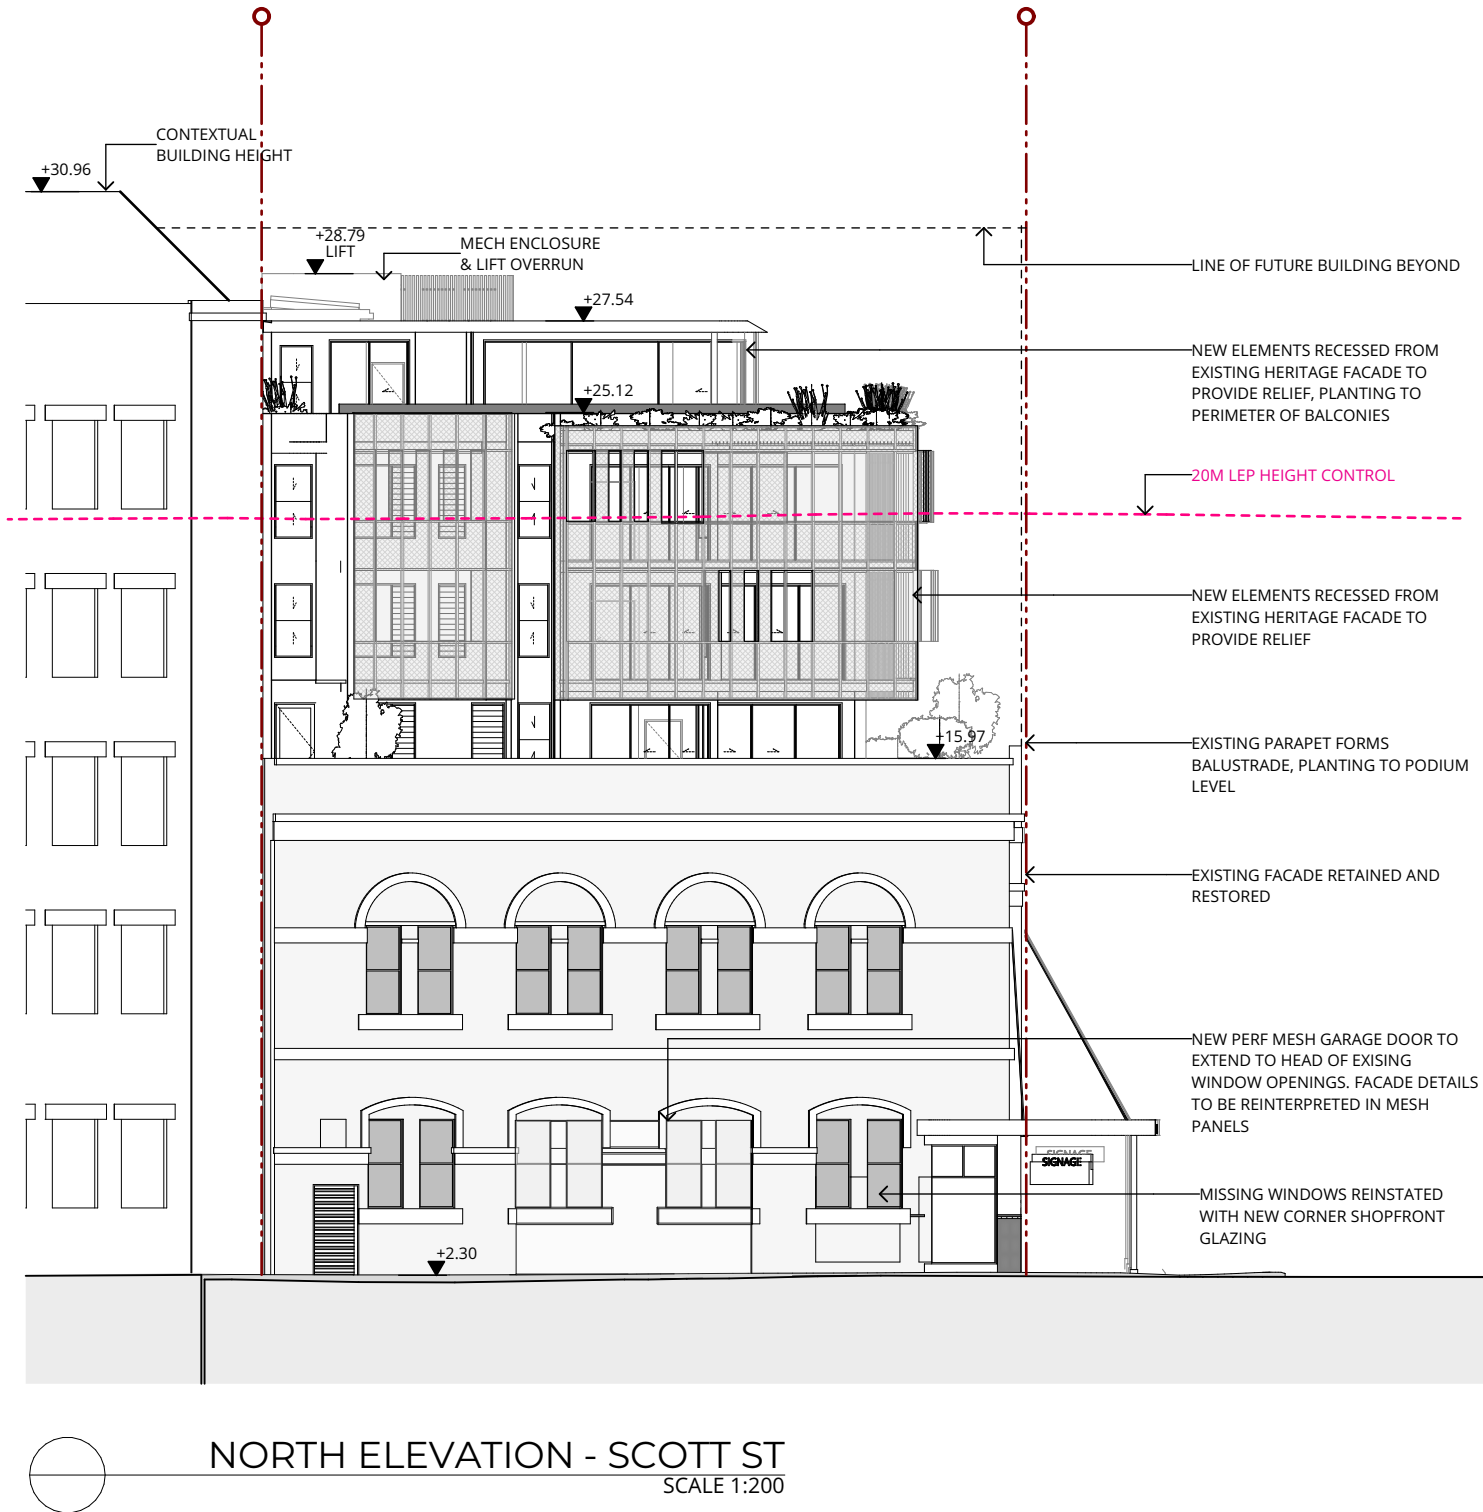 CONTEXTUAL
BUILDING HEIGHT
+30.96
+28.79
LIFT
MECH ENCLOSURE
& LIFT OVERRUN
LINE OF FUTURE BUILDING BEYOND
+27.54
NEW ELEMENTS RECESSED FROM
EXISTING HERITAGE FACADE TO
PROVIDE RELIEF, PLANTING TO
PERIMETER OF BALCONIES
+25.12
20M LEP HEIGHT CONTROL
NEW ELEMENTS RECESSED FROM
EXISTING HERITAGE FACADE TO
PROVIDE RELIEF
+15.97
EXISTING PARAPET FORMS
BALUSTRADE, PLANTING TO PODIUM
LEVEL
EXISTING FACADE RETAINED AND
RESTORED
NEW PERF MESH GARAGE DOOR TO
EXTEND TO HEAD OF EXISING
WINDOW OPENINGS. FACADE DETAILS
TO BE REINTERPRETED IN MESH
PANELS
SIGNAGE
SIGNAGE
MISSING WINDOWS REINSTATED
WITH NEW CORNER SHOPFRONT
GLAZING
+2.30
NORTH ELEVATION - SCOTT ST
SCALE 1:200